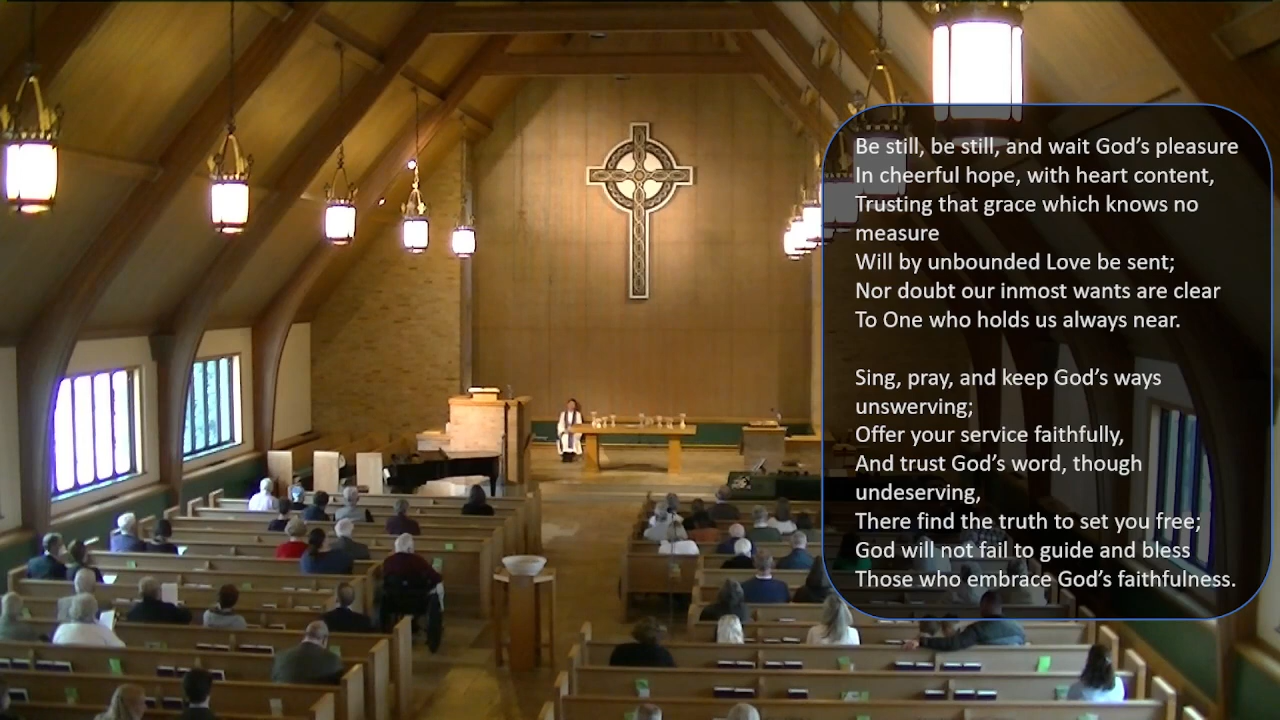 Be still, be still, and wait God’s pleasure
In cheerful hope, with heart content,
Trusting that grace which knows no
measure
Will by unbounded Love be sent;
Nor doubt our inmost wants are clear
To One who holds us always near.
Sing, pray, and keep God’s ways
unswerving;
Offer your service faithfully,
And trust God’s word, though
undeserving,
There find the truth to set you free;
God will not fail to guide and bless
Those who embrace God’s faithfulness.